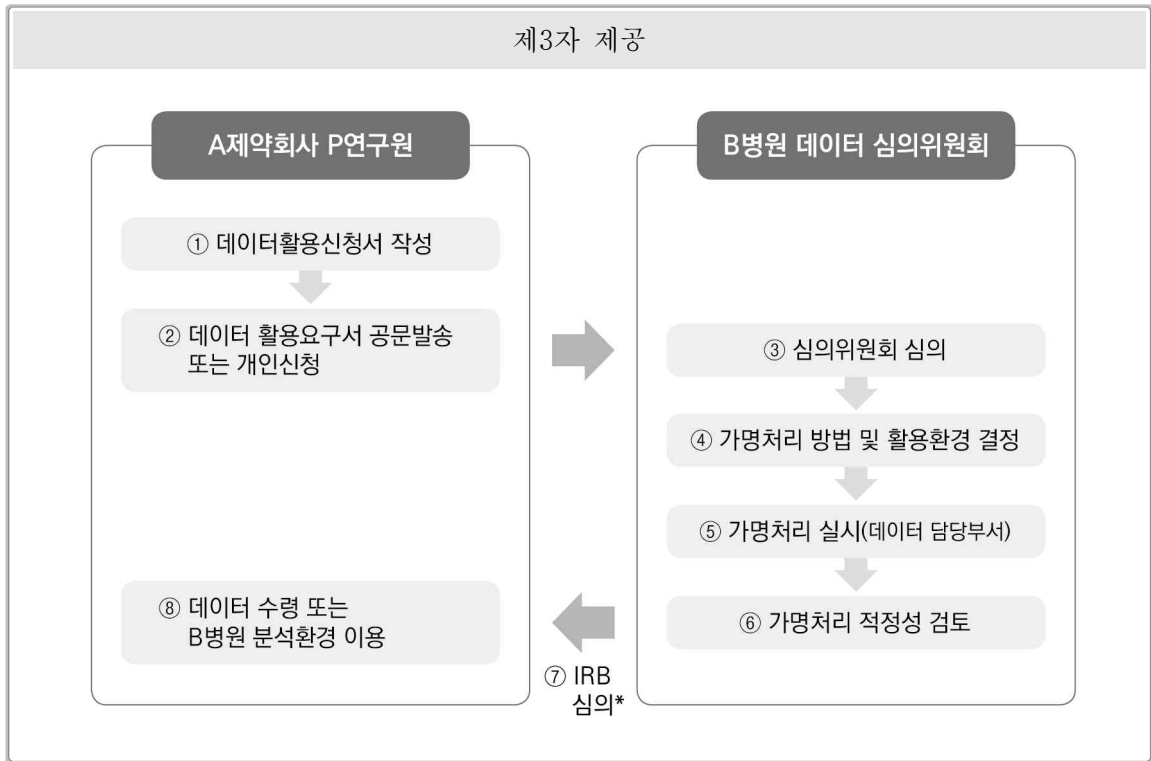 제3자 제공
A제약회사 P연구원
① 데이터활용신청서 작성
② 데이터 활용요구서 공문발송
또는 개인신청
B병원 데이터 심의위원회
③ 심의위원회 심의
④ 가명처리 방법 및 활용환경 결정
⑤ 가명처리 실시(데이터 담당부서)
⑥ 가명처리 적정성 검토
⑦ IRB
심의*
⑧ 데이터 수령 또는
B병원 분석환경 이용